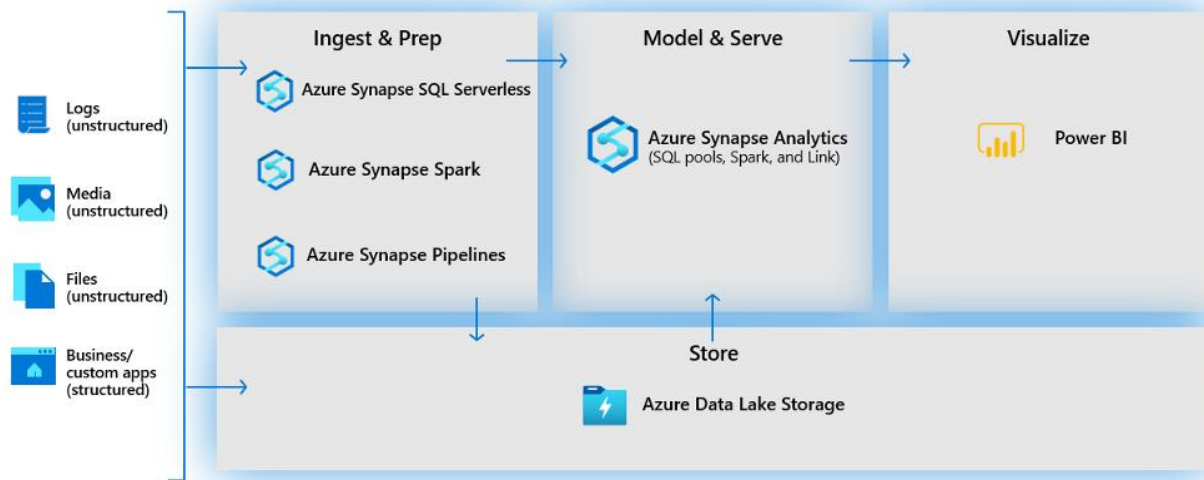 Logs
(unstructured)
Media
(unstructured)
Files
(unstructured)
Business/
custom apps
(structured)
Ingest & Prep
Azure Synapse SQL Serverless
Azure Synapse Spark
Azure Synapse Pipelines
Model & Serve
Azure Synapse Analytics
(SQL pools, Spark, and Link)
Visualize
Power BI
Store
Azure Data Lake Storage